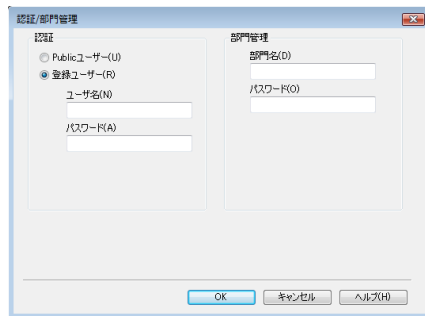 認証/部門管理
認証
Publicユーザー(U)
登録ユーザー(R)
ユーザ名(N)
パスワード(A)
部門管理
部門名(D)
パスワード(O)
OK
キャンセル
ヘルプ(H)